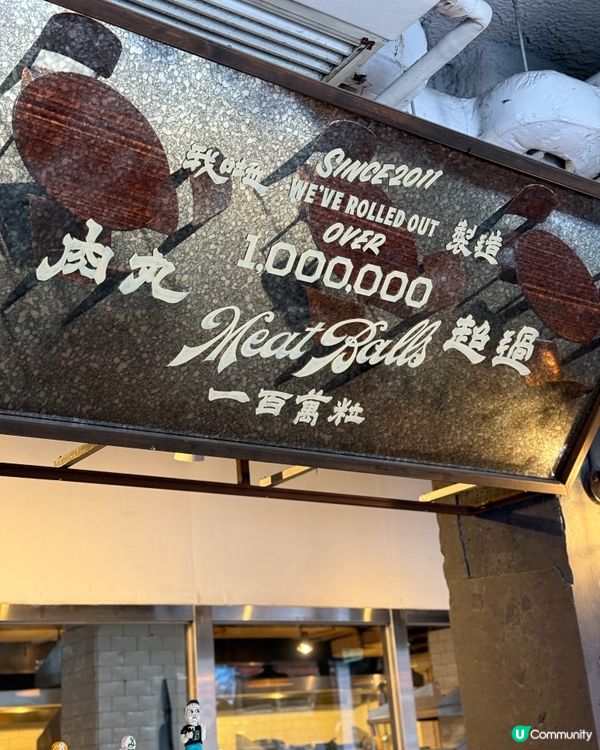 我哋
SINCE 2011
WE'VE ROLLED OUT
製造
OVER
肉丸
1,000,000
Meat Balls
超過
一百萬粒
U Community